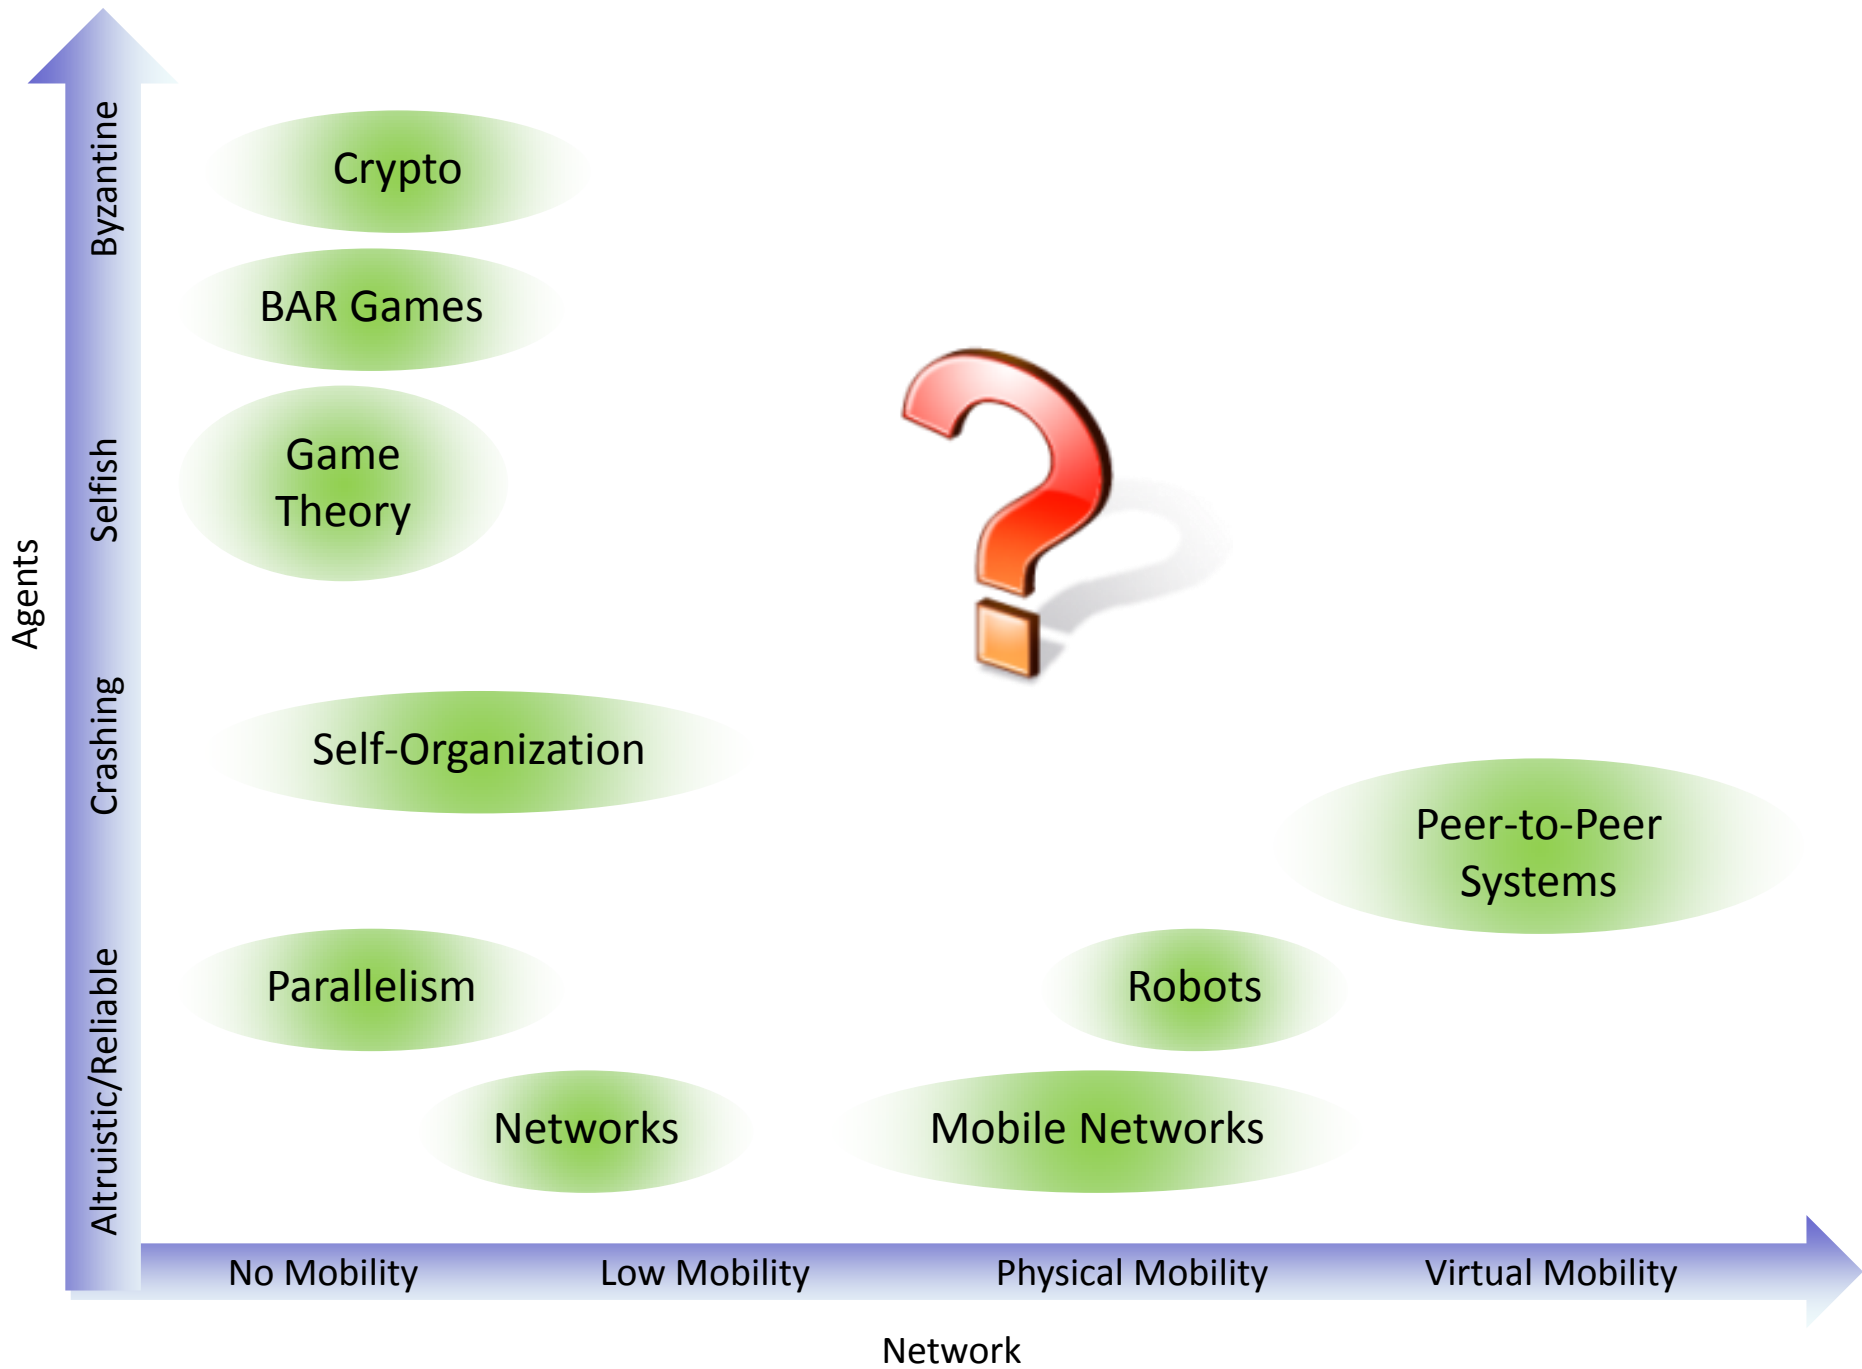 Byzantine
Crypto
BAR Games
Selfish
Game
Theory
Agents
Crashing
Self-Organization
Peer-to-Peer
Systems
Altruistic/Reliable
Parallelism
Robots
Networks
Mobile Networks
No Mobility
Low Mobility
Physical Mobility
Virtual Mobility
Network